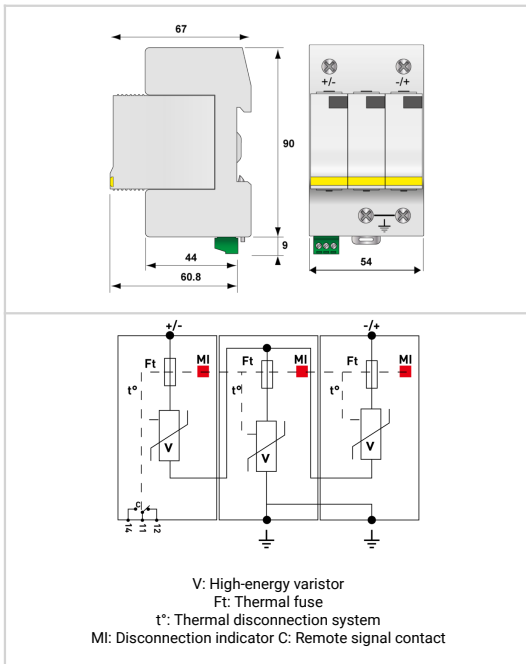 67
+/-
-/+
90
9
44
54
60.8
+/-
-/+
Ft MI Ft MI Ft MI
t° t° t°
V V V
C
14 11 12
V: High-energy varistor
Ft: Thermal fuse
t°: Thermal disconnection system
MI: Disconnection indicator C: Remote signal contact